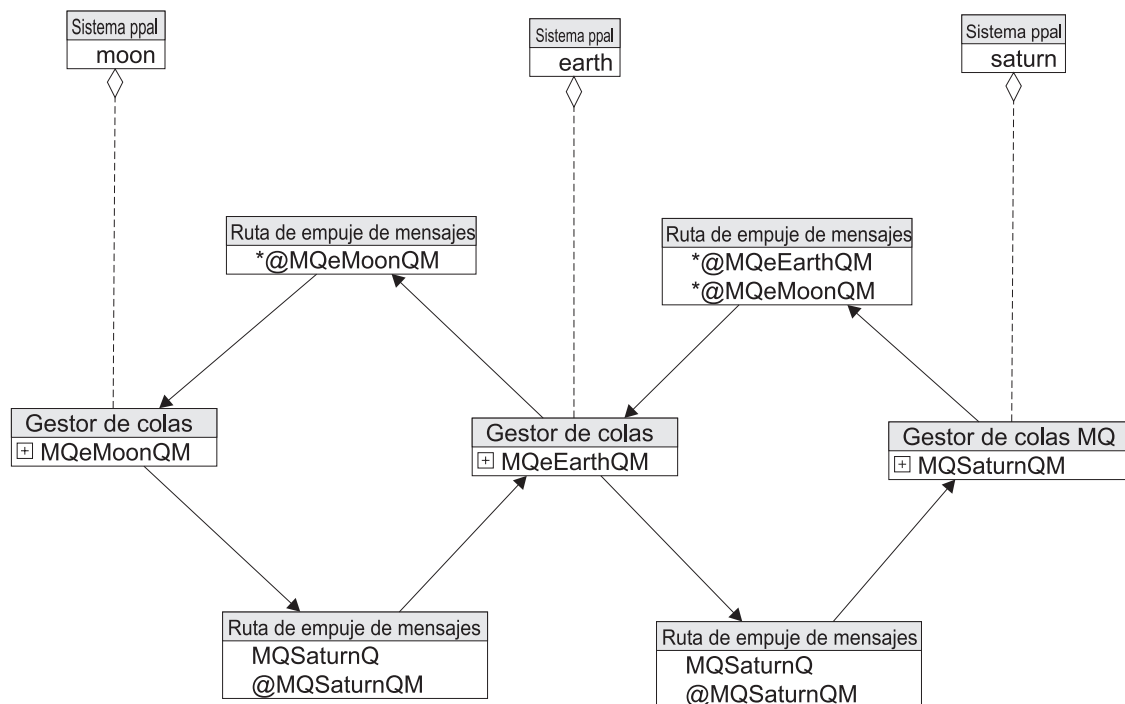 Sistema ppal
moon
Sistema ppal
earth
Sistema ppal
saturn
Ruta de empuje de mensajes
*@MQeMoonQM
Ruta de empuje de mensajes
*@MQeEarthQM
*@MQeMoonQM
Gestor de colas
+ MQeMoonQM
Gestor de colas
+ MQeEarthQM
Gestor de colas MQ
+ MQSaturnQM
Ruta de empuje de mensajes
MQSaturnQ
@MQSaturnQM
Ruta de empuje de mensajes
MQSaturnQ
@MQSaturnQM